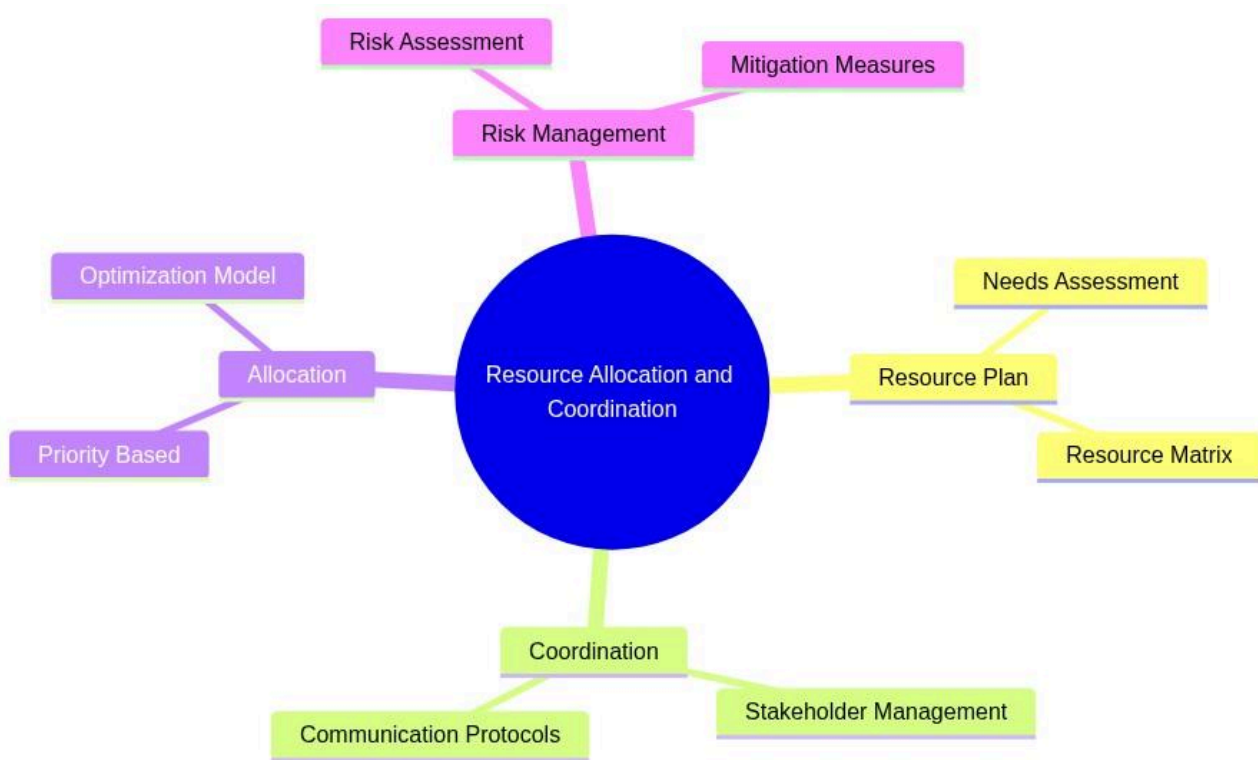 Risk Assessment
Mitigation Measures
Risk Management
Optimization Model
Needs Assessment
Allocation
Resource Allocation and
Coordination
Resource Plan
Priority Based
Resource Matrix
Coordination
Communication Protocols
Stakeholder Management